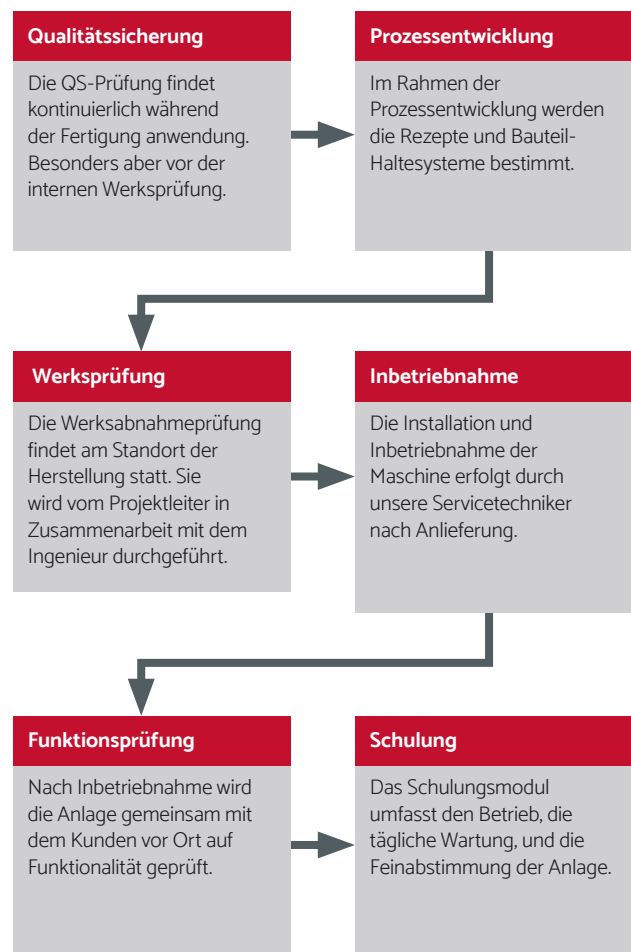 Qualitätssicherung
Die QS-Prüfung findet
kontinuierlich während
der Fertigung anwendung.
Besonders aber vor der
internen Werksprüfung.
Prozessentwicklung
Im Rahmen der
Prozessentwicklung werden
die Rezepte und Bauteil-
Haltesysteme bestimmt.
Werksprüfung
Die Werksabnahmeprüfung
findet am Standort der
Herstellung statt. Sie
wird vom Projektleiter in
Zusammenarbeit mit dem
Ingenieur durchgeführt.
Inbetriebnahme
Die Installation und
Inbetriebnahme der
Maschine erfolgt durch
unsere Servicetechniker
nach Anlieferung.
Funktionsprüfung
Nach Inbetriebnahme wird
die Anlage gemeinsam mit
dem Kunden vor Ort auf
Funktionalität geprüft.
Schulung
Das Schulungsmodul
umfasst den Betrieb, die
tägliche Wartung, und die
Feinabstimmung der Anlage.